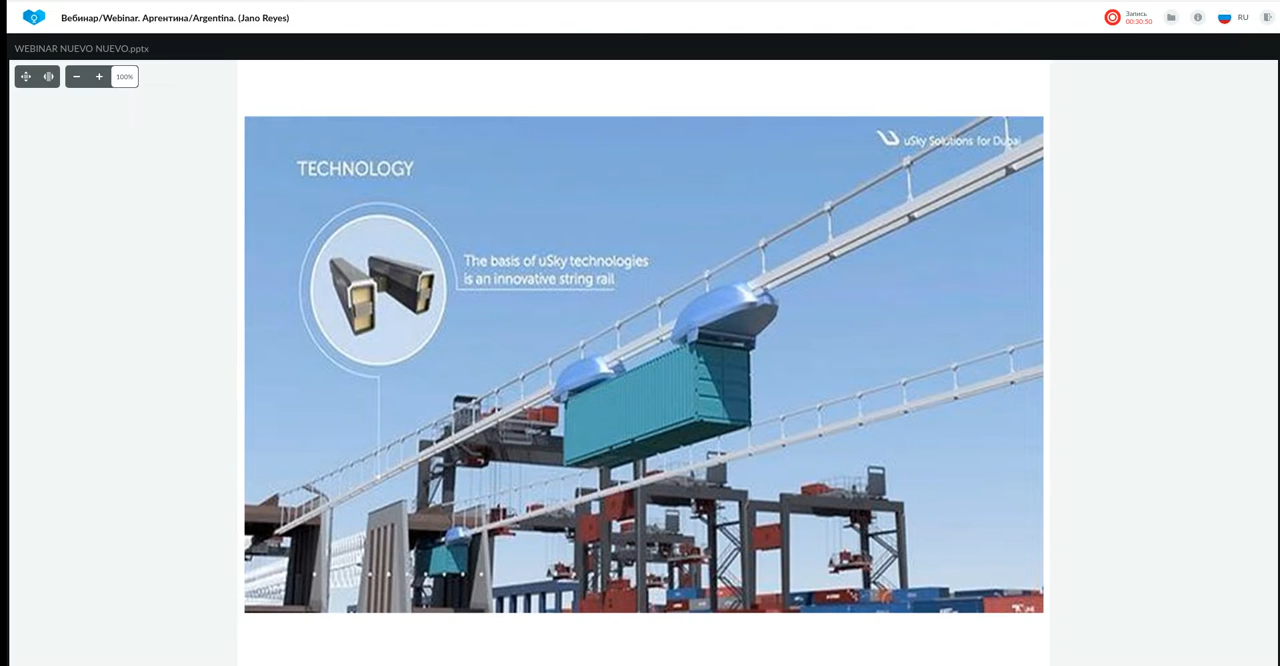 Вебинар/Webinar. Аргентина/Argentina. (Jano Reyes)
Запись
00:30:50
RU
WEBINAR NUEVO NUEVO.pptx
100%
uSky Solutions for Dubai
TECHNOLOGY
The basis of uSky technologies
is an innovative string rail